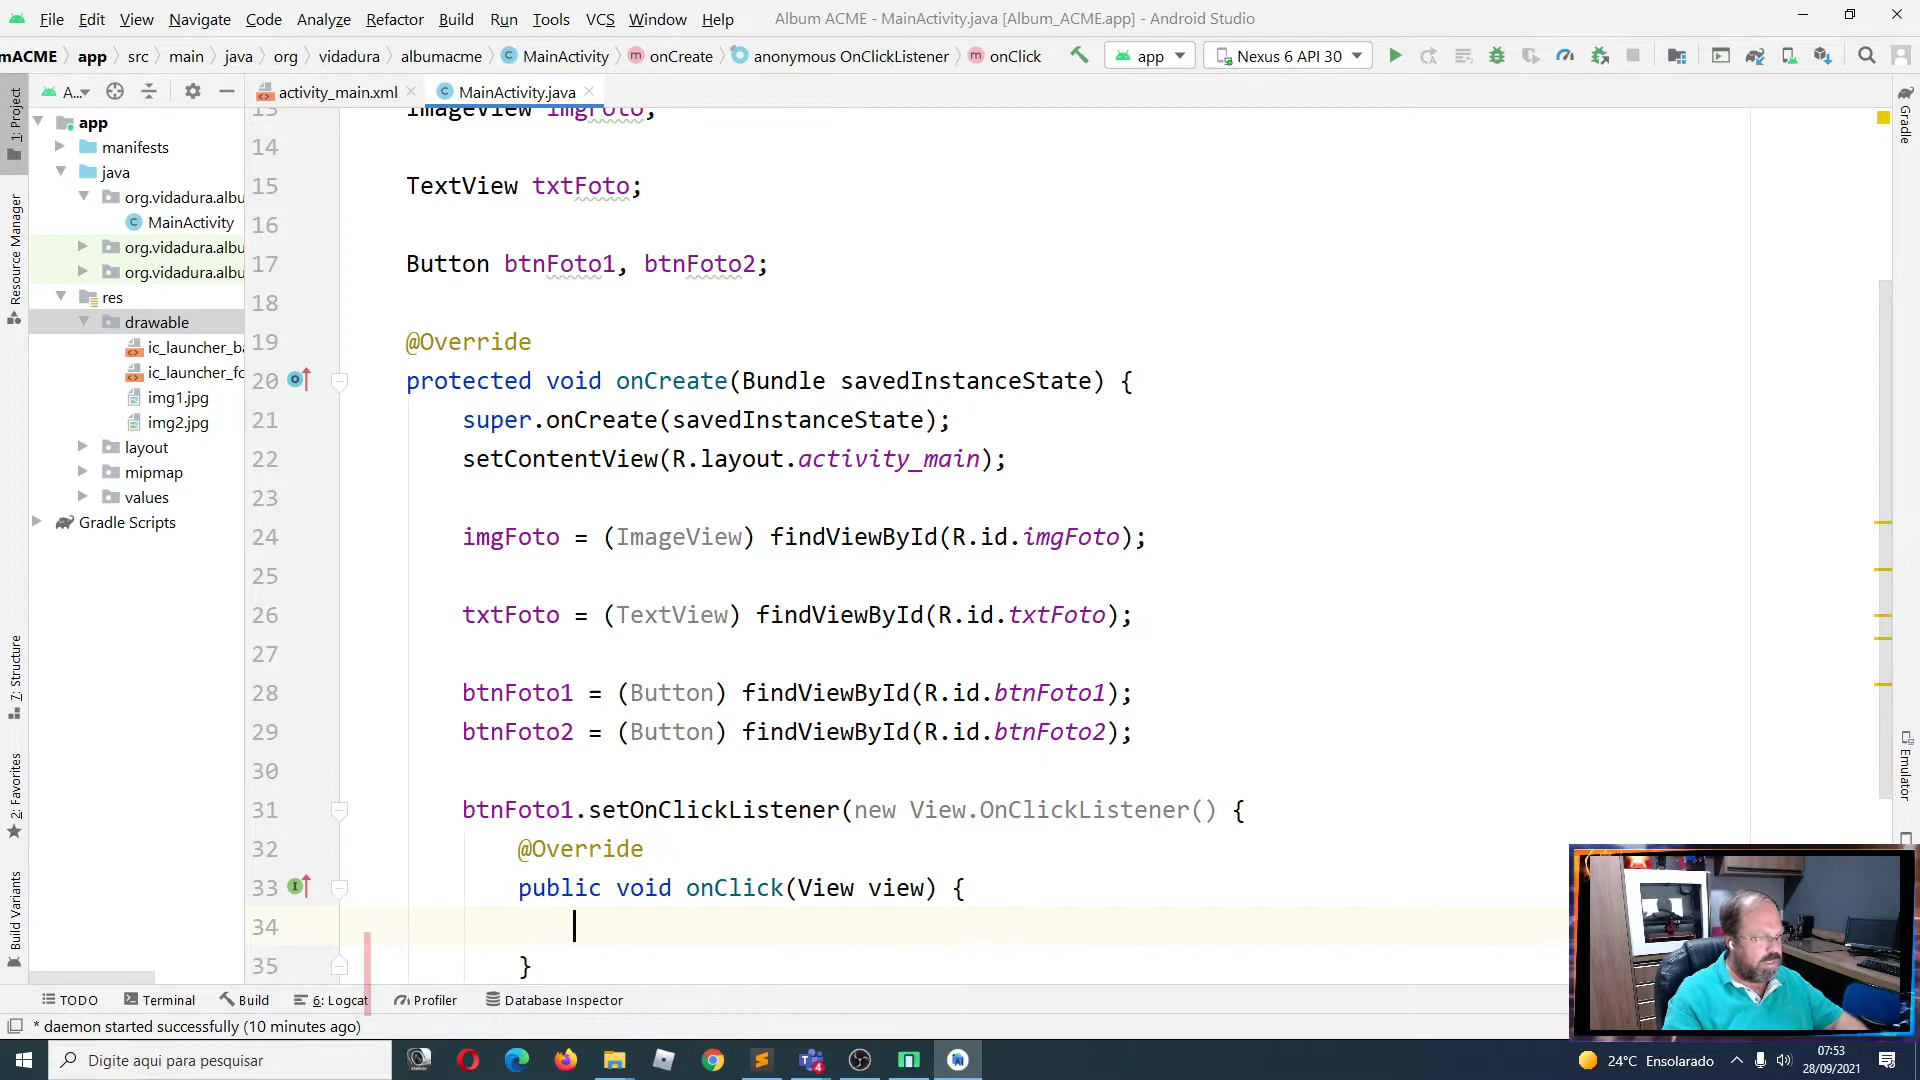 File Edit View Navigate Code Analyze Refactor Build Run Tools VCS Window Help Album ACME - MainActivity.java [Album_ACME.app] - Android Studio
mACME app src main java org vidadura albumacme MainActivity onCreate anonymous OnClickListener onClick app Nexus 6 API 30
A... activity_main.xml MainActivity.java
1: Project
Resource Manager
7: Structure
2: Favorites
Build Variants
app
manifests
java
org.vidadura.albu
MainActivity
org.vidadura.albu
org.vidadura.albu
res
drawable
ic_launcher_ba
ic_launcher_fo
img1.jpg
img2.jpg
layout
mipmap
values
Gradle Scripts
13 ImageView imgFoto;
14
15 TextView txtFoto;
16
17 Button btnFoto1, btnFoto2;
18
19 @Override
20 protected void onCreate(Bundle savedInstanceState) {
21 super.onCreate(savedInstanceState);
22 setContentView(R.layout.activity_main);
23
24 imgFoto = (ImageView) findViewById(R.id.imgFoto);
25
26 txtFoto = (TextView) findViewById(R.id.txtFoto);
27
28 btnFoto1 = (Button) findViewById(R.id.btnFoto1);
29 btnFoto2 = (Button) findViewById(R.id.btnFoto2);
30
31 btnFoto1.setOnClickListener(new View.OnClickListener() {
32 @Override
33 public void onClick(View view) {
34
35 }
Gradle
Emulator
TODO Terminal Build 6: Logcat Profiler Database Inspector
* daemon started successfully (10 minutes ago)
Digite aqui para pesquisar 4 24°C Ensolarado 07:53
28/09/2021